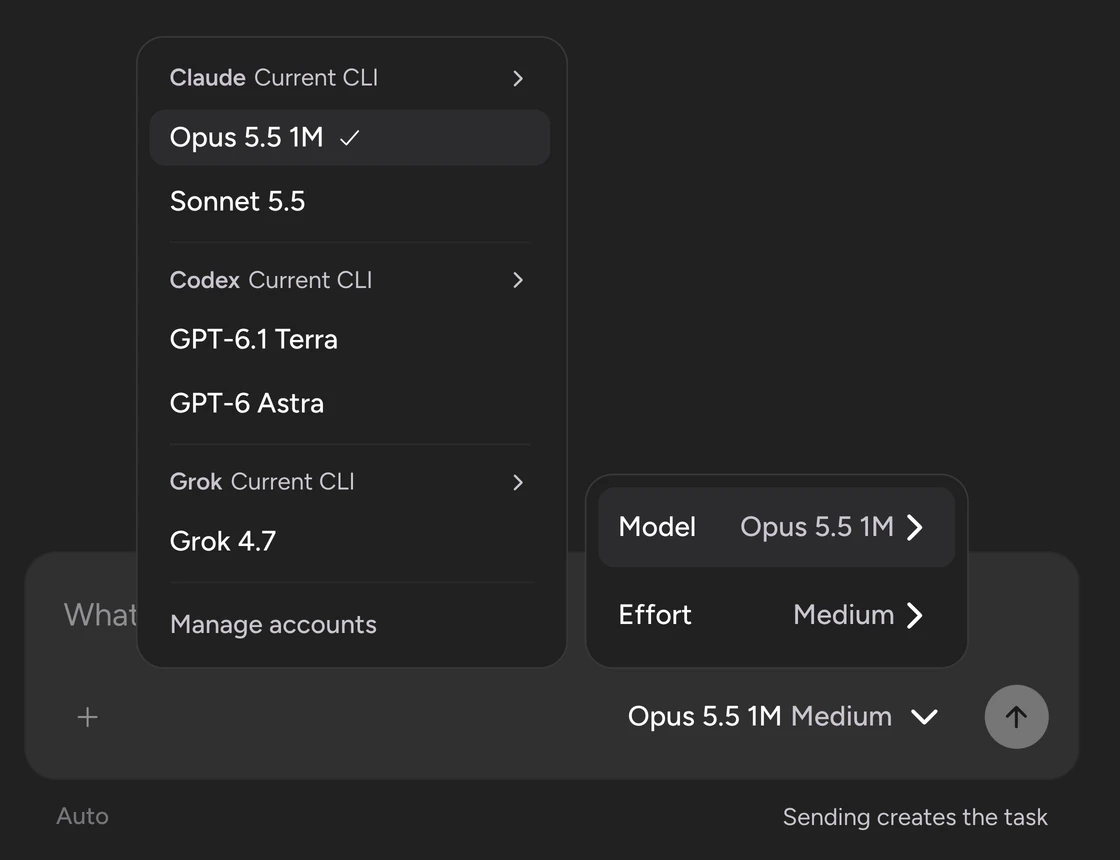 Claude Current CLI
Opus 5.5 1M
Sonnet 5.5
Codex Current CLI
GPT-6.1 Terra
GPT-6 Astra
Grok Current CLI
Grok 4.7
Manage accounts
Model Opus 5.5 1M
Effort Medium
What
Opus 5.5 1M Medium
Auto
Sending creates the task